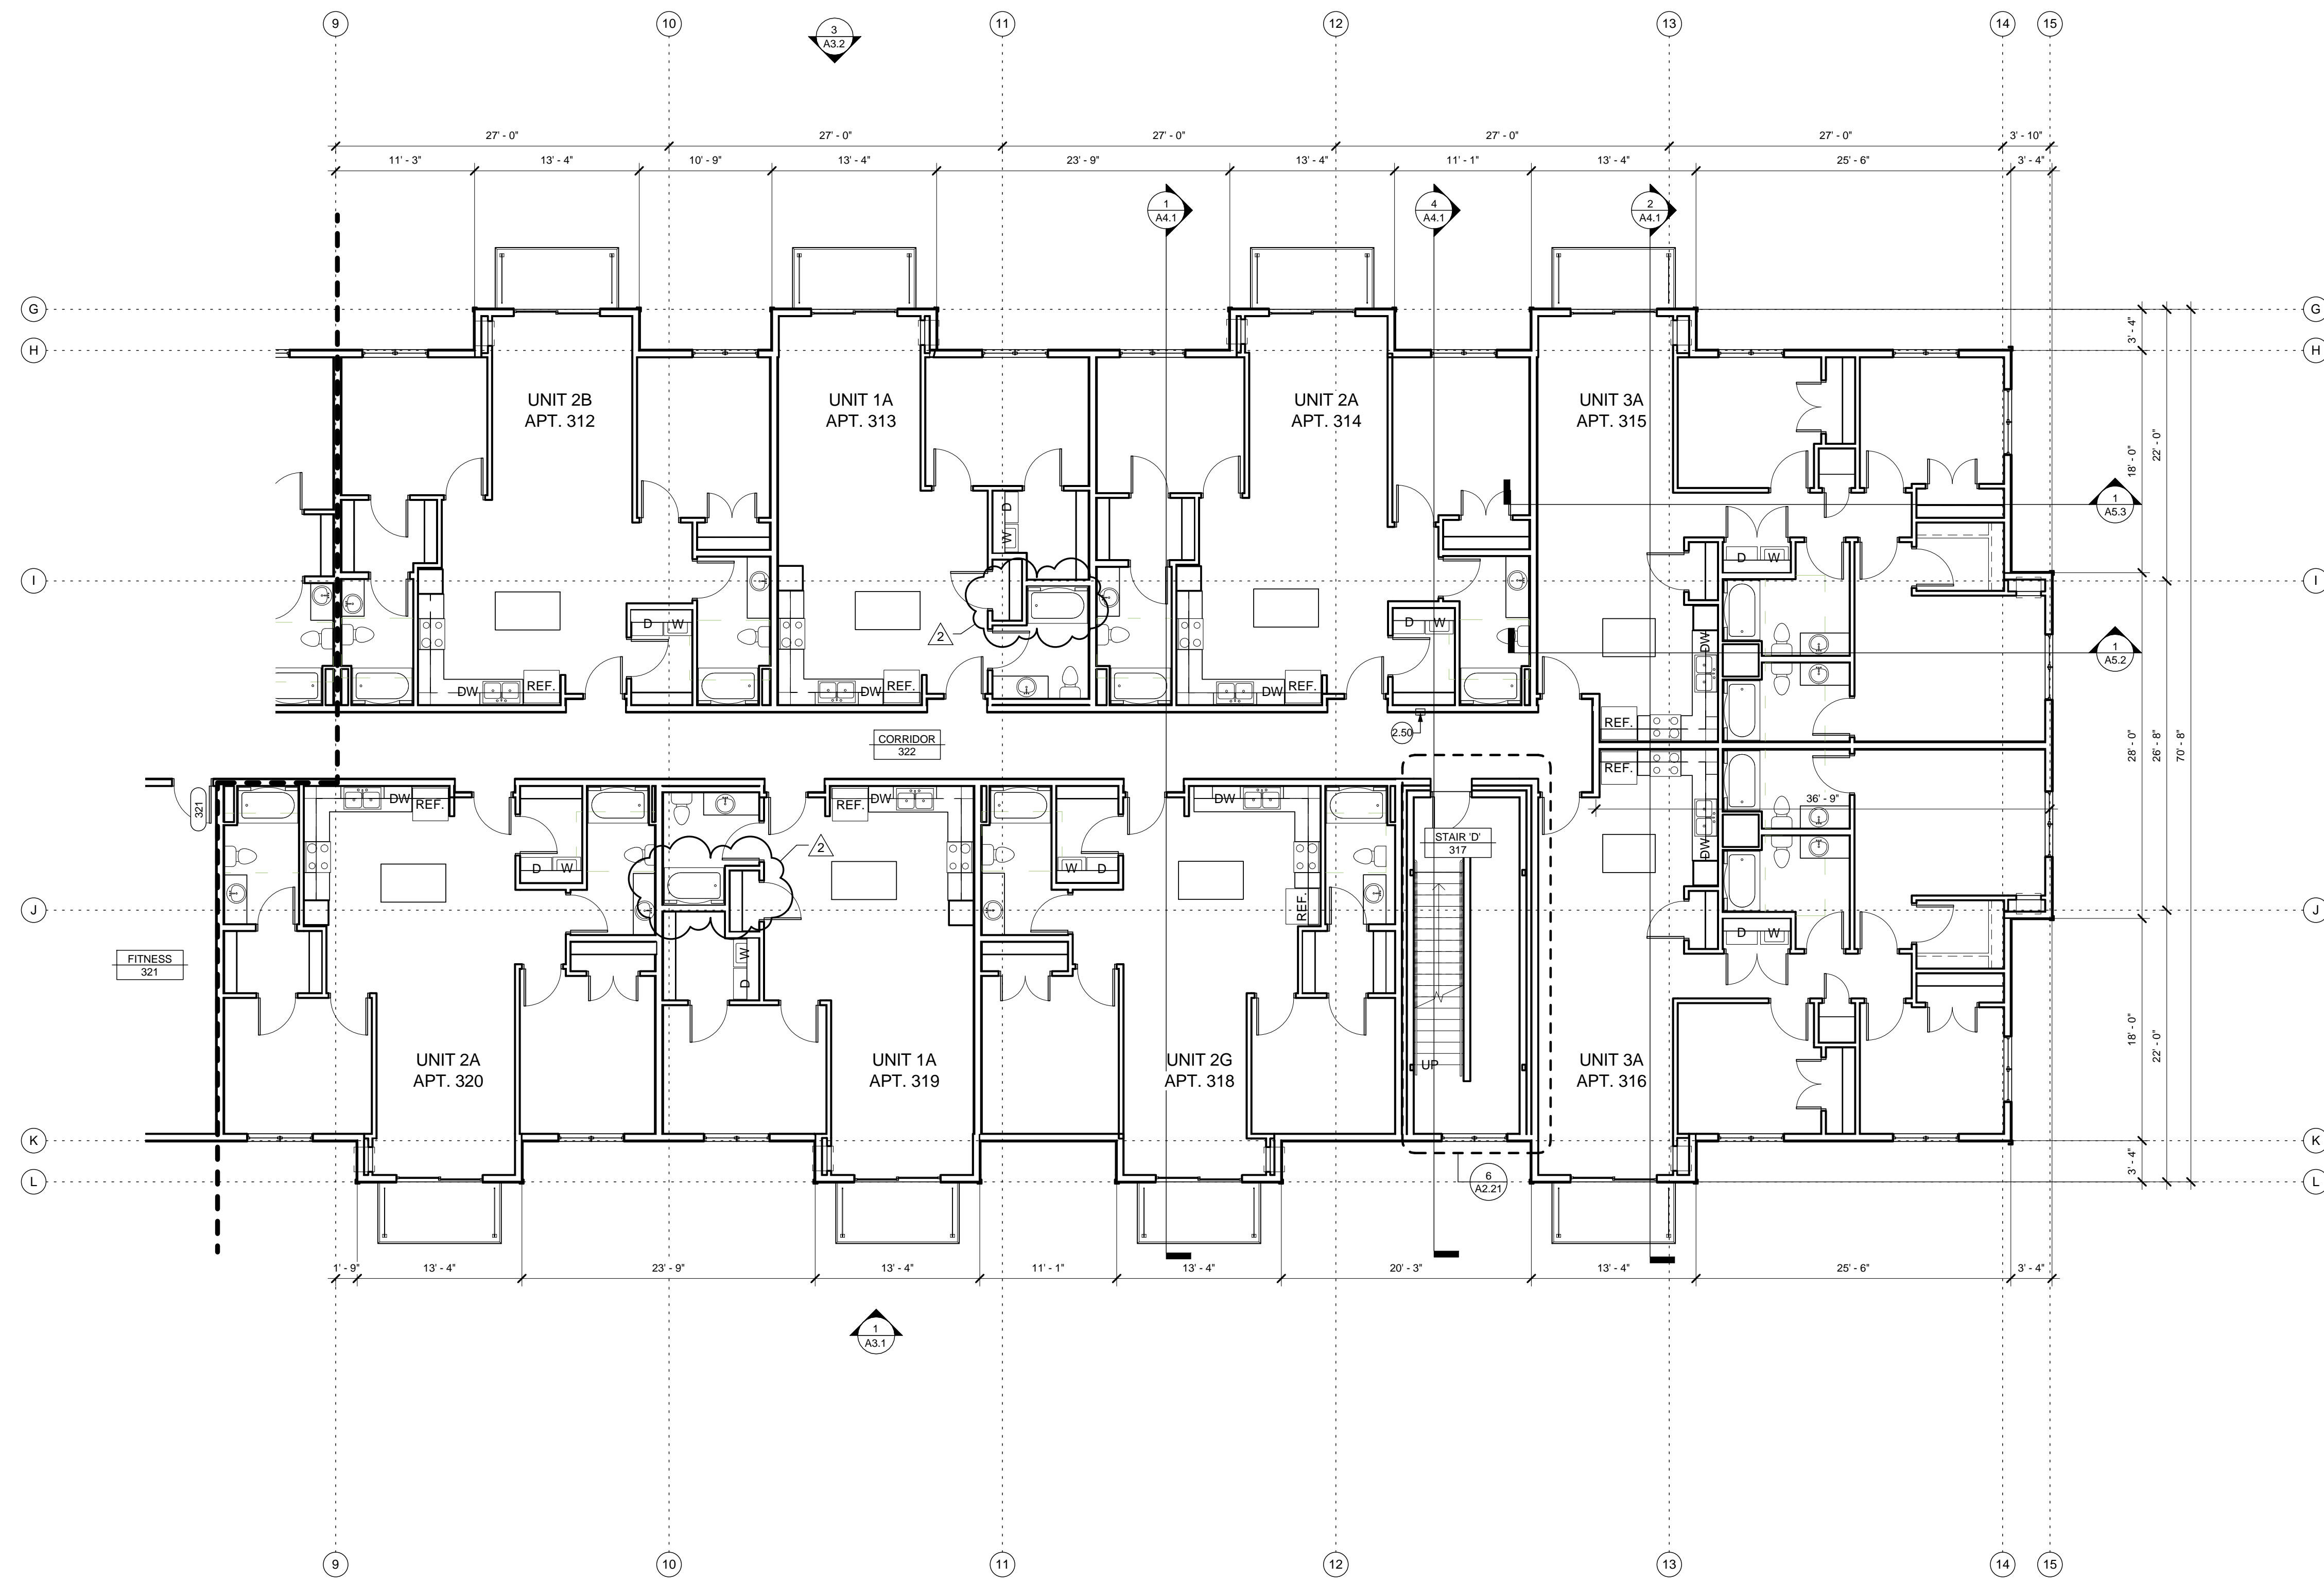 9 10 11 12 13 14 15
3
A3.2
27' - 0" 27' - 0" 27' - 0" 27' - 0" 27' - 0" 3' - 10"
11' - 3" 13' - 4" 10' - 9" 13' - 4" 23' - 9" 13' - 4" 11' - 1" 13' - 4" 25' - 6" 3' - 4"
1
A4.1
4
A4.1
2
A4.1
G G
3' - 4"
H H
UNIT 2B
APT. 312
UNIT 1A
APT. 313
UNIT 2A
APT. 314
UNIT 3A
APT. 315
18' - 0"
22' - 0"
1
A5.3
D
W
D W
I I
D W
D W
2
DW
1
A5.2
DW REF.
DW REF.
DW REF.
REF.
2.50
CORRIDOR
322
28' - 0"
26' - 8"
70' - 8"
321
DW REF.
REF. DW
DW
REF.
36' - 9"
STAIR 'D'
317
2
DW
D W
W D
REF.
J J
D W
W
D
FITNESS
321
UNIT 2A
APT. 320
UNIT 1A
APT. 319
UNIT 2G
APT. 318
UP
UNIT 3A
APT. 316
18' - 0"
22' - 0"
K K
3' - 4"
L L
6
A2.21
1' - 9" 13' - 4" 23' - 9" 13' - 4" 11' - 1" 13' - 4" 20' - 3" 13' - 4" 25' - 6" 3' - 4"
1
A3.1
9 10 11 12 13 14 15